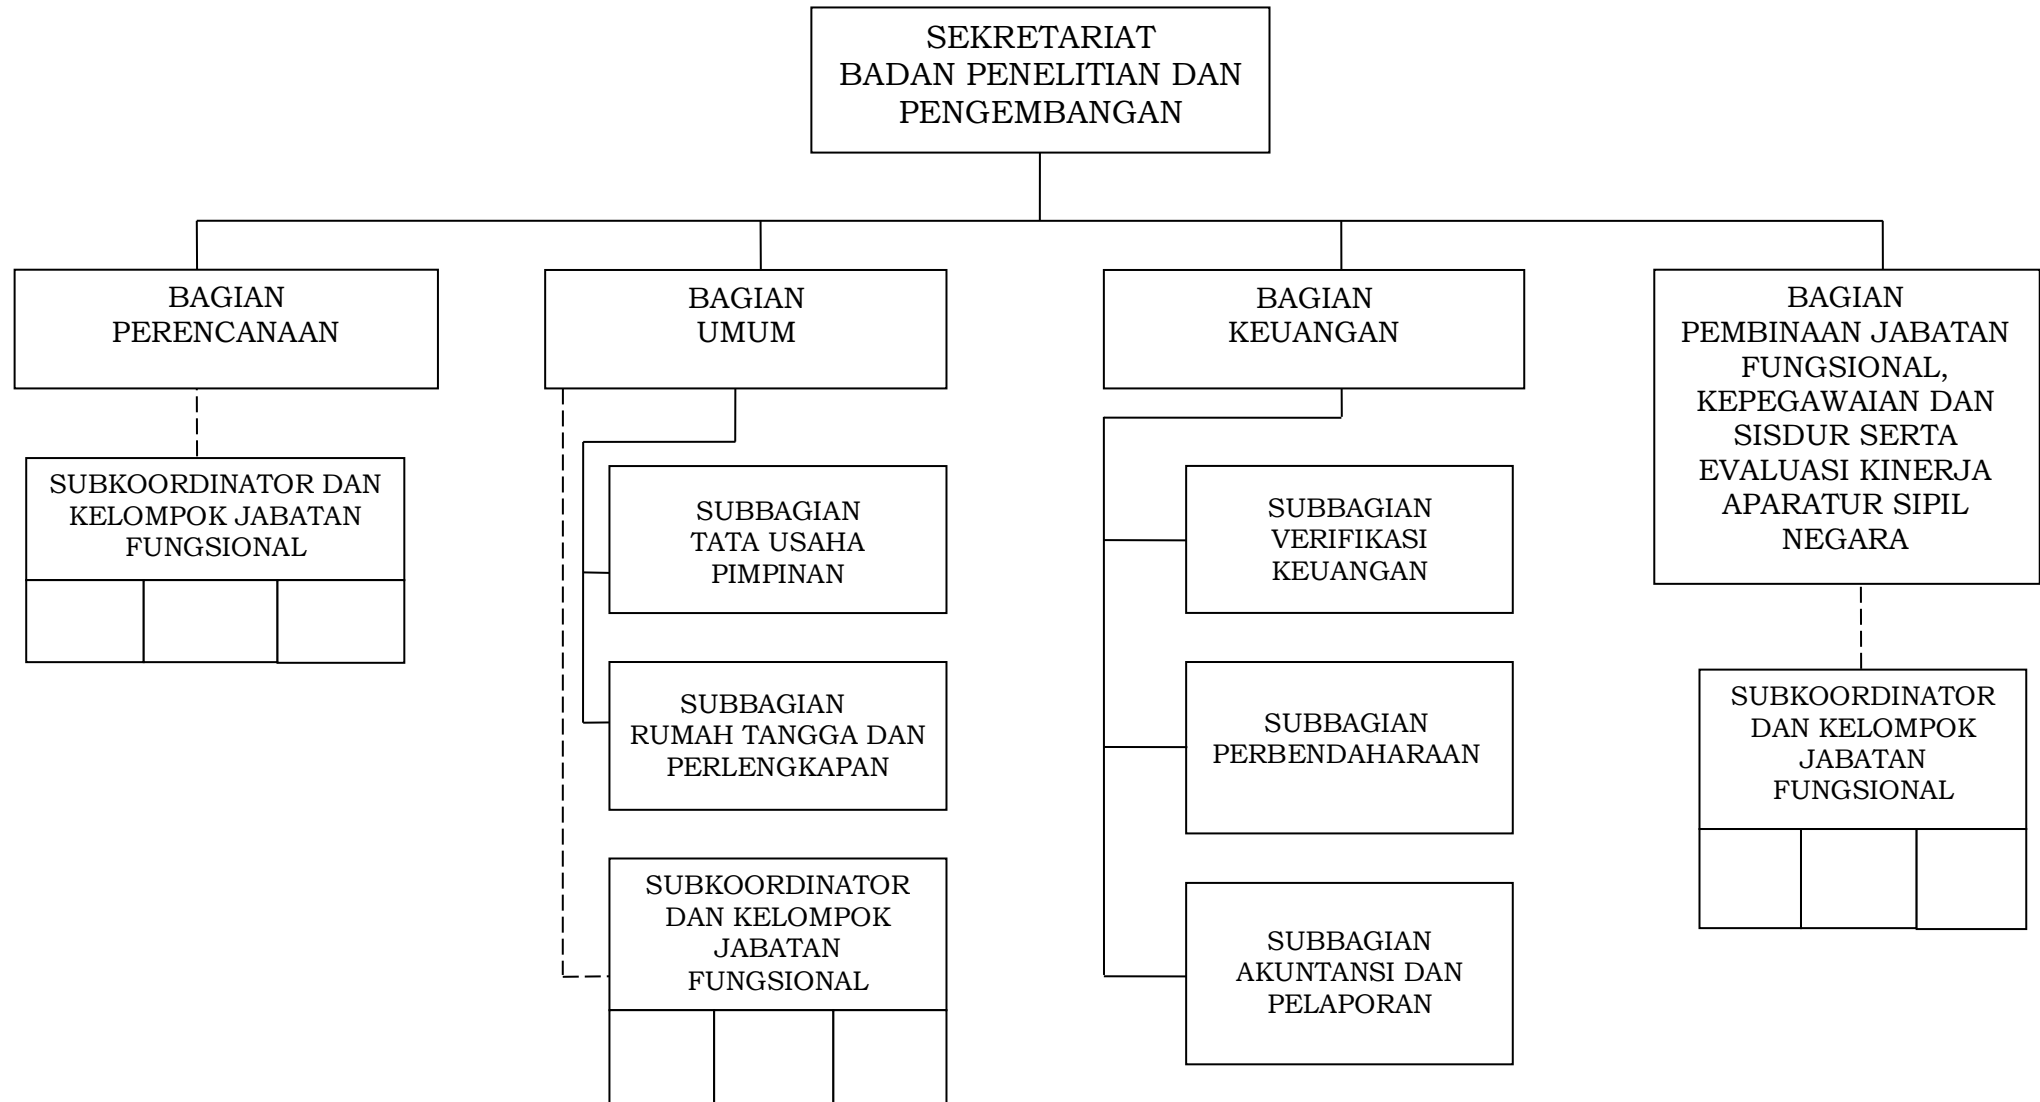 SEKRETARIAT
BADAN PENELITIAN DAN
PENGEMBANGAN
BAGIAN
PERENCANAAN
BAGIAN
UMUM
BAGIAN
KEUANGAN
BAGIAN
PEMBINAAN JABATAN
FUNGSIONAL,
KEPEGAWAIAN DAN
SISDUR SERTA
EVALUASI KINERJA
APARATUR SIPIL
NEGARA
SUBKOORDINATOR DAN
KELOMPOK JABATAN
FUNGSIONAL
SUBBAGIAN
TATA USAHA
PIMPINAN
SUBBAGIAN
RUMAH TANGGA DAN
PERLENGKAPAN
SUBKOORDINATOR
DAN KELOMPOK
JABATAN
FUNGSIONAL
SUBBAGIAN
VERIFIKASI
KEUANGAN
SUBBAGIAN
PERBENDAHARAAN
SUBBAGIAN
AKUNTANSI DAN
PELAPORAN
SUBKOORDINATOR
DAN KELOMPOK
JABATAN
FUNGSIONAL